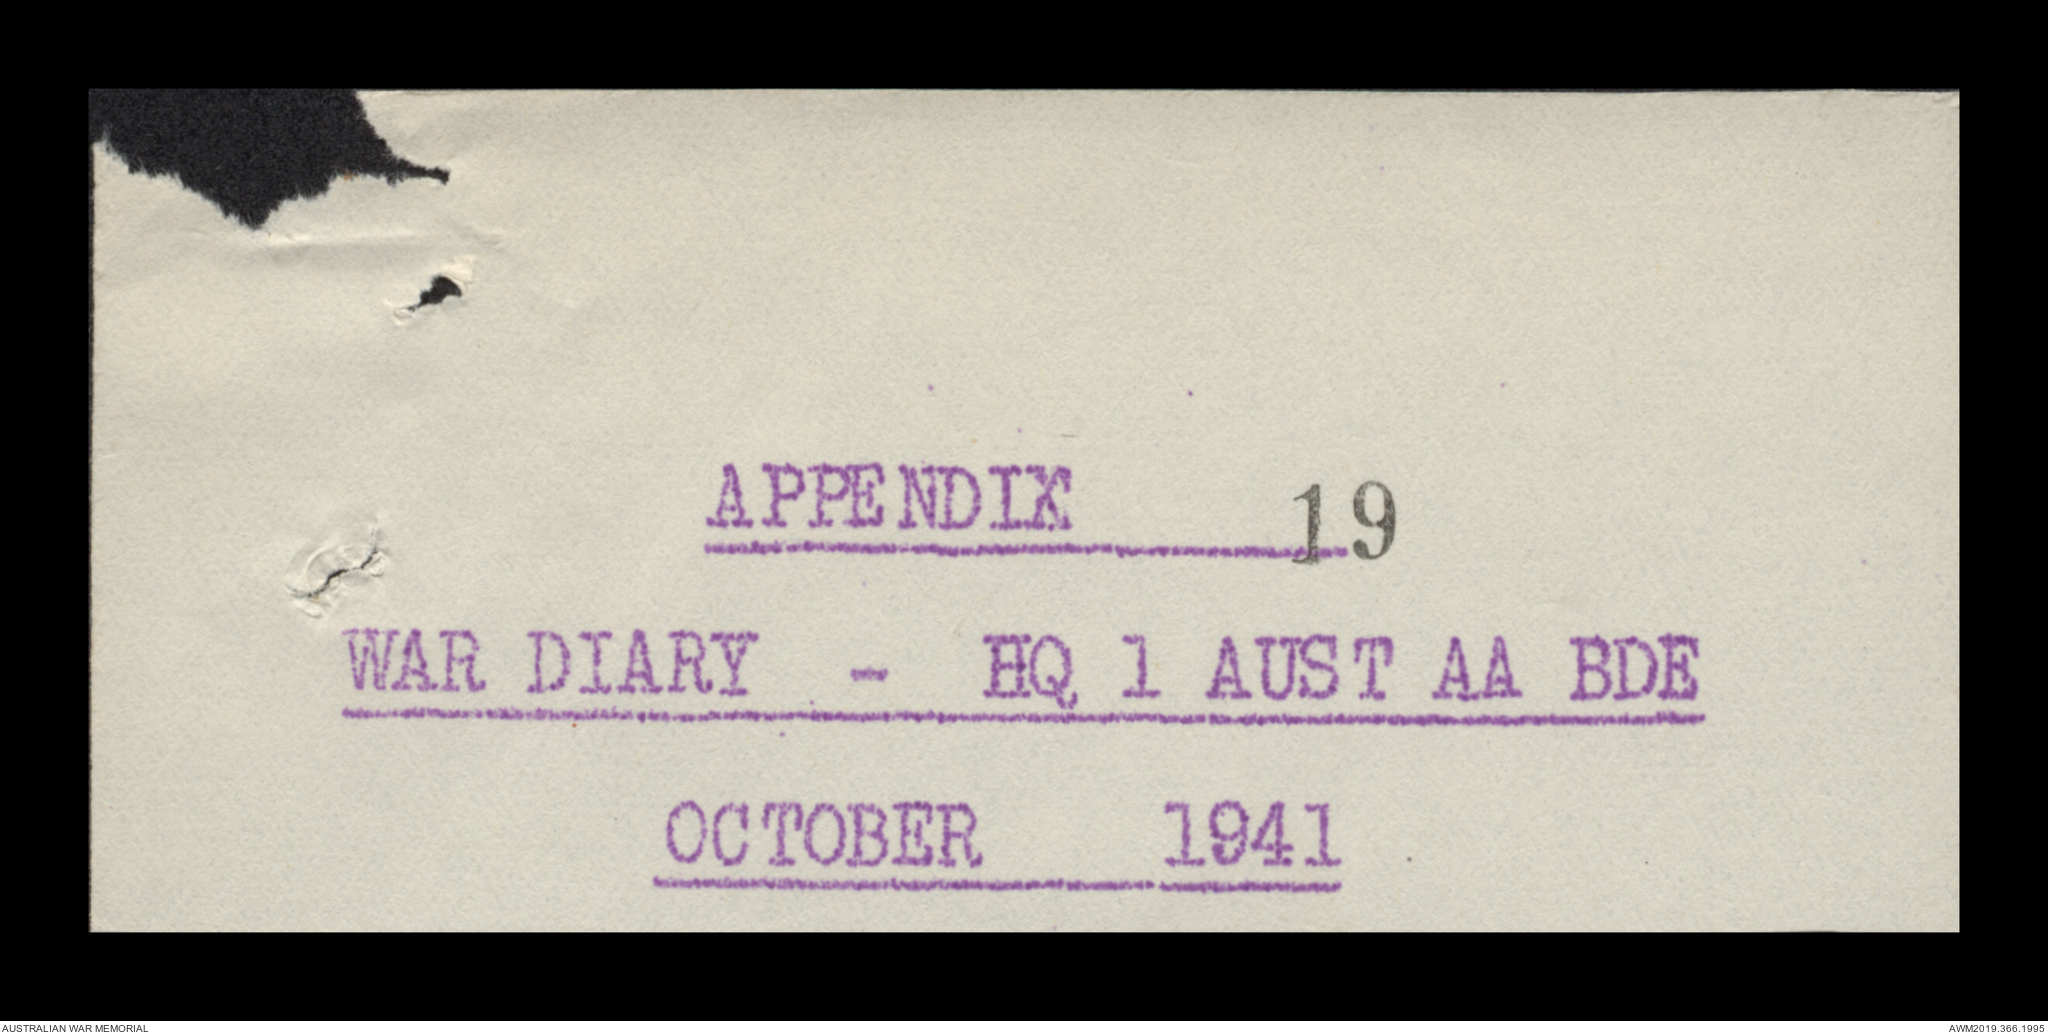 APPENDIX 19
WAR DIARY - HQ 1 AUST AA BDE
OCTOBER 1941
AUSTRALIAN WAR MEMORIAL
AWM2019.366.1995